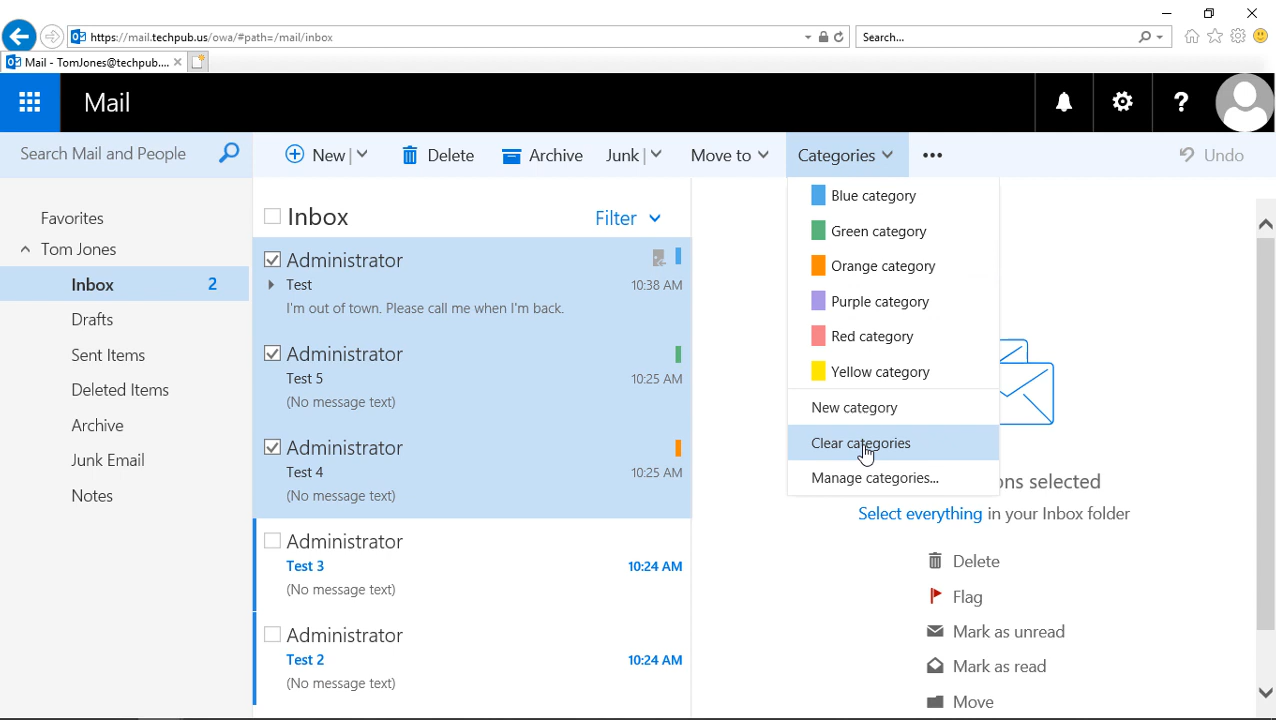 https://mail.techpub.us/owa/#path=/mail/inbox
Search...
Mail - TomJones@techpub....
Mail
?
Search Mail and People
New
Delete
Archive
Junk
Move to
Categories
•••
Undo
Favorites
Tom Jones
Inbox 2
Drafts
Sent Items
Deleted Items
Archive
Junk Email
Notes
Inbox
Filter
Administrator
Test 10:38 AM
I'm out of town. Please call me when I'm back.
Administrator
Test 5 10:25 AM
(No message text)
Administrator
Test 4 10:25 AM
(No message text)
Administrator
Test 3 10:24 AM
(No message text)
Administrator
Test 2 10:24 AM
(No message text)
Blue category
Green category
Orange category
Purple category
Red category
Yellow category
New category
Clear categories
Manage categories...
ons selected
Select everything in your Inbox folder
Delete
Flag
Mark as unread
Mark as read
Move